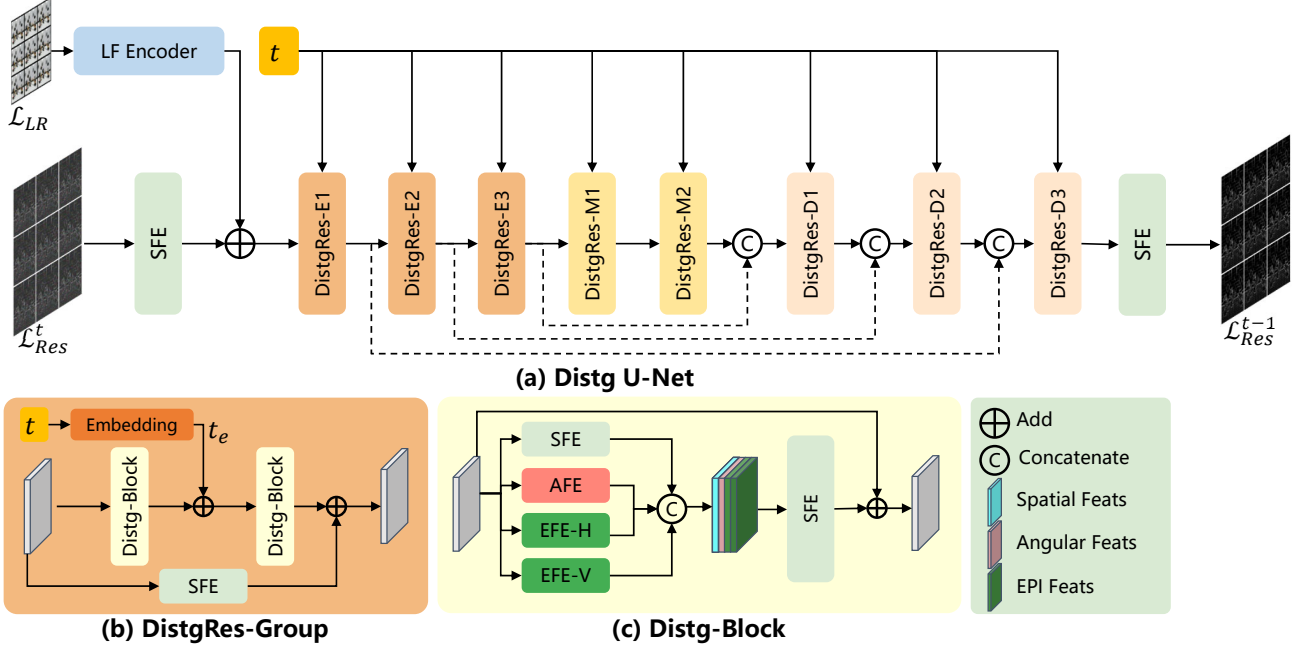 LF Encoder
t
ℒ_LR
SFE
DistgRes-E1
DistgRes-E2
DistgRes-E3
DistgRes-M1
DistgRes-M2
C
DistgRes-D1
C
DistgRes-D2
C
DistgRes-D3
SFE
ℒ^t_Res
ℒ^{t-1}_Res
(a) Distg U-Net
t
Embedding
t_e
Distg-Block
Distg-Block
SFE
(b) DistgRes-Group
SFE
AFE
EFE-H
EFE-V
C
SFE
(c) Distg-Block
Add
C Concatenate
Spatial Feats
Angular Feats
EPI Feats